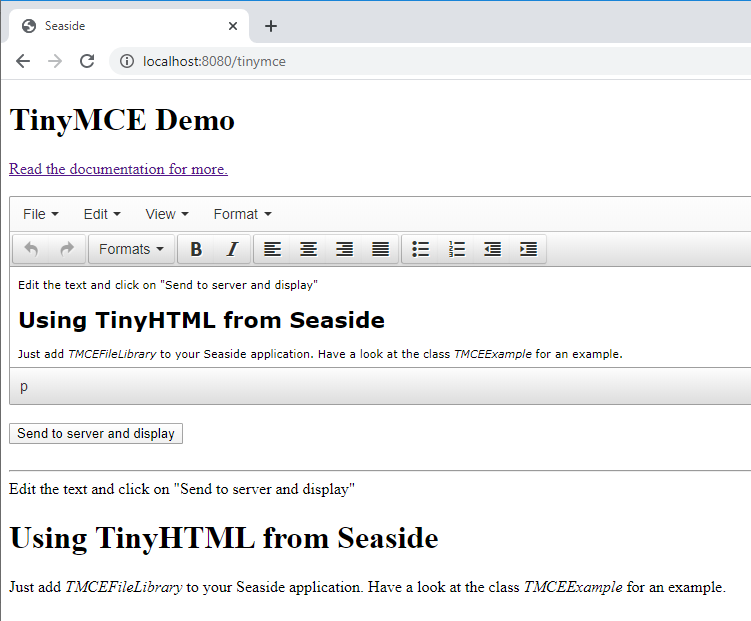 Seaside
localhost:8080/tinymce
TinyMCE Demo
Read the documentation for more.
File Edit View Format
Formats B I
Edit the text and click on "Send to server and display"
Using TinyHTML from Seaside
Just add TMCEFileLibrary to your Seaside application. Have a look at the class TMCEExample for an example.
p
Send to server and display
Edit the text and click on "Send to server and display"
Using TinyHTML from Seaside
Just add TMCEFileLibrary to your Seaside application. Have a look at the class TMCEExample for an example.